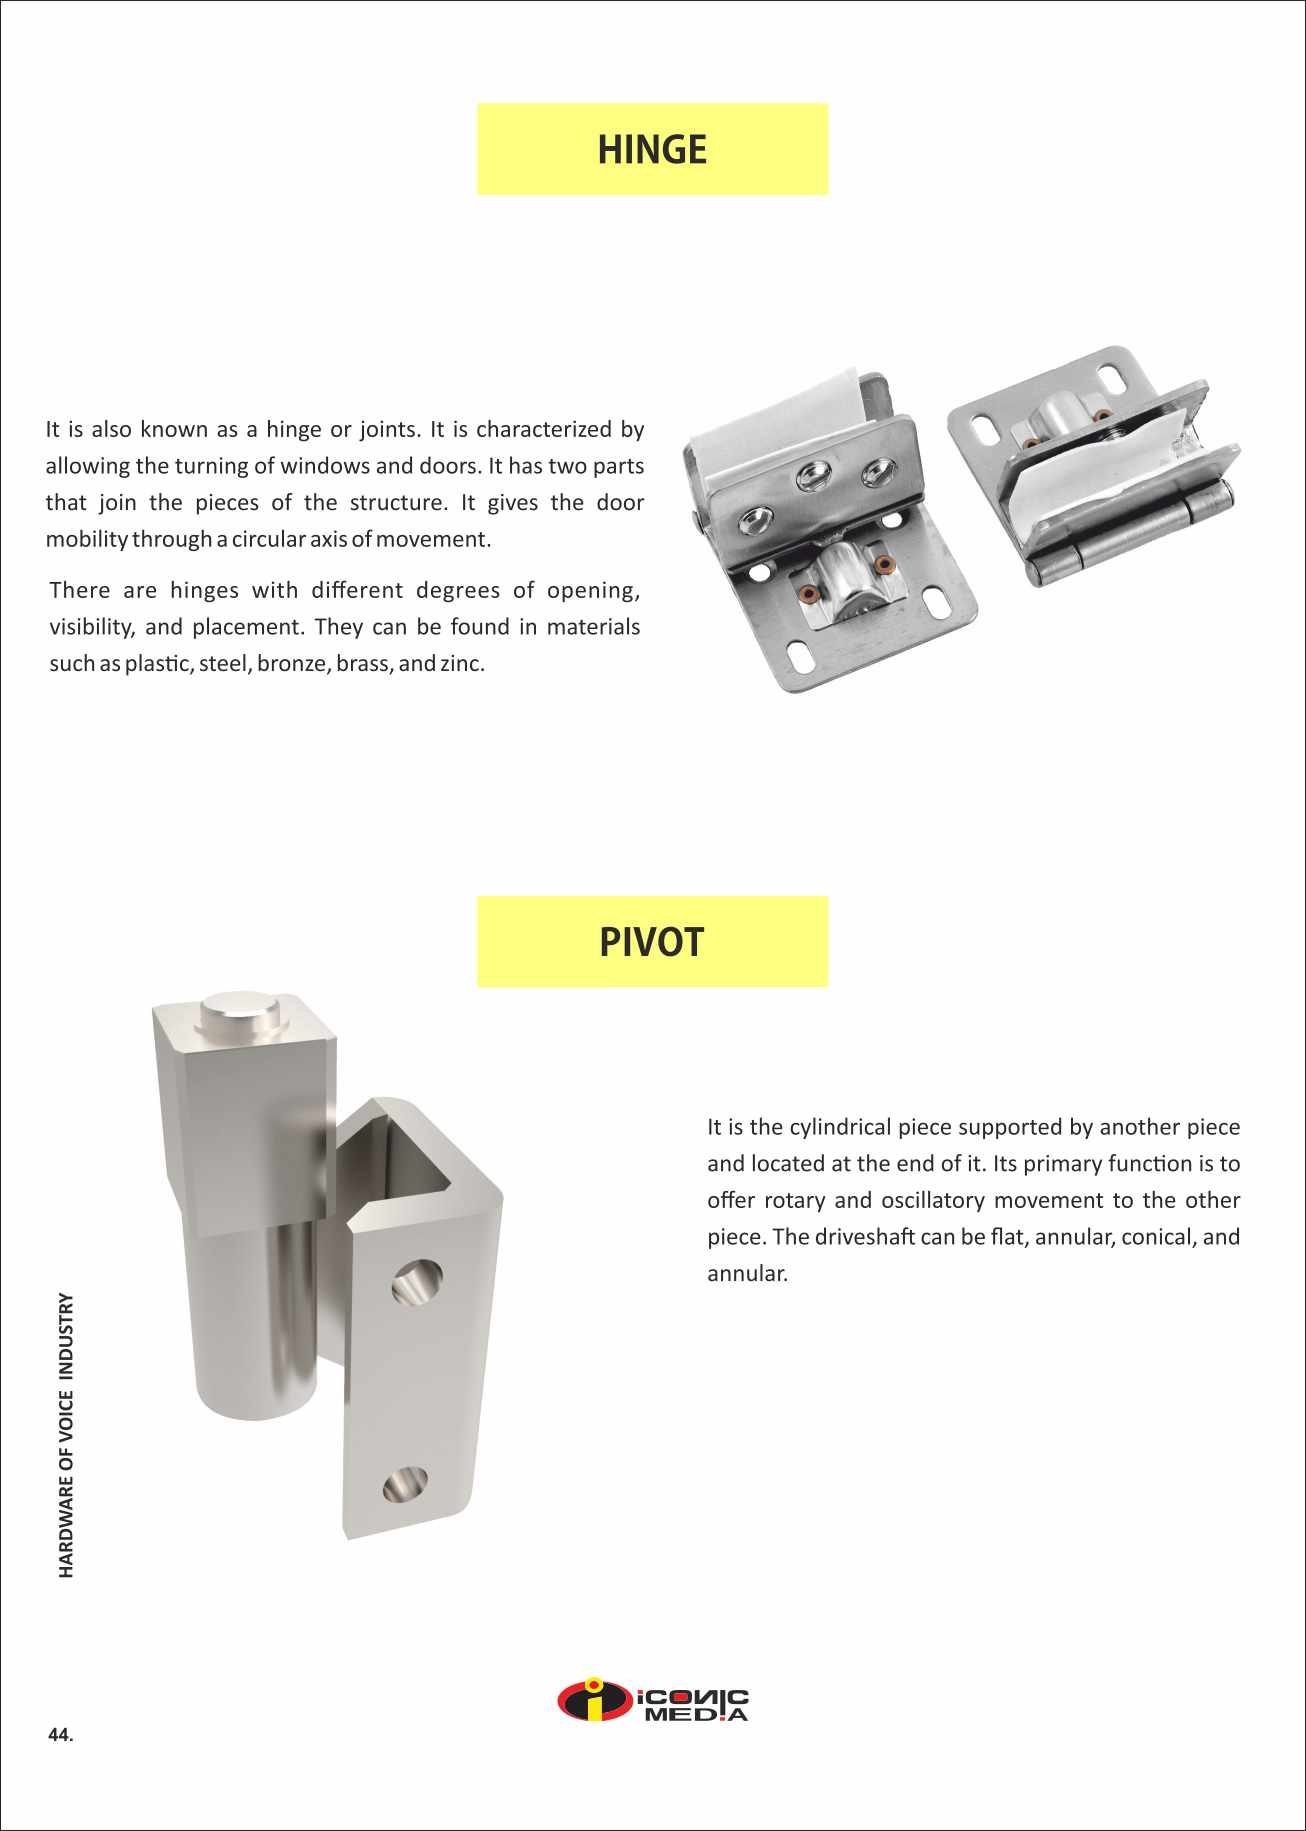 HINGE
It is also known as a hinge or joints. It is characterized by
allowing the turning of windows and doors. It has two parts
that join the pieces of the structure. It gives the door
mobility through a circular axis of movement.
There are hinges with different degrees of opening,
visibility, and placement. They can be found in materials
such as plastic, steel, bronze, brass, and zinc.
PIVOT
It is the cylindrical piece supported by another piece
and located at the end of it. Its primary function is to
offer rotary and oscillatory movement to the other
piece. The driveshaft can be flat, annular, conical, and
annular.
HARDWARE OF VOICE INDUSTRY
iCONIC
MEDiA
44.